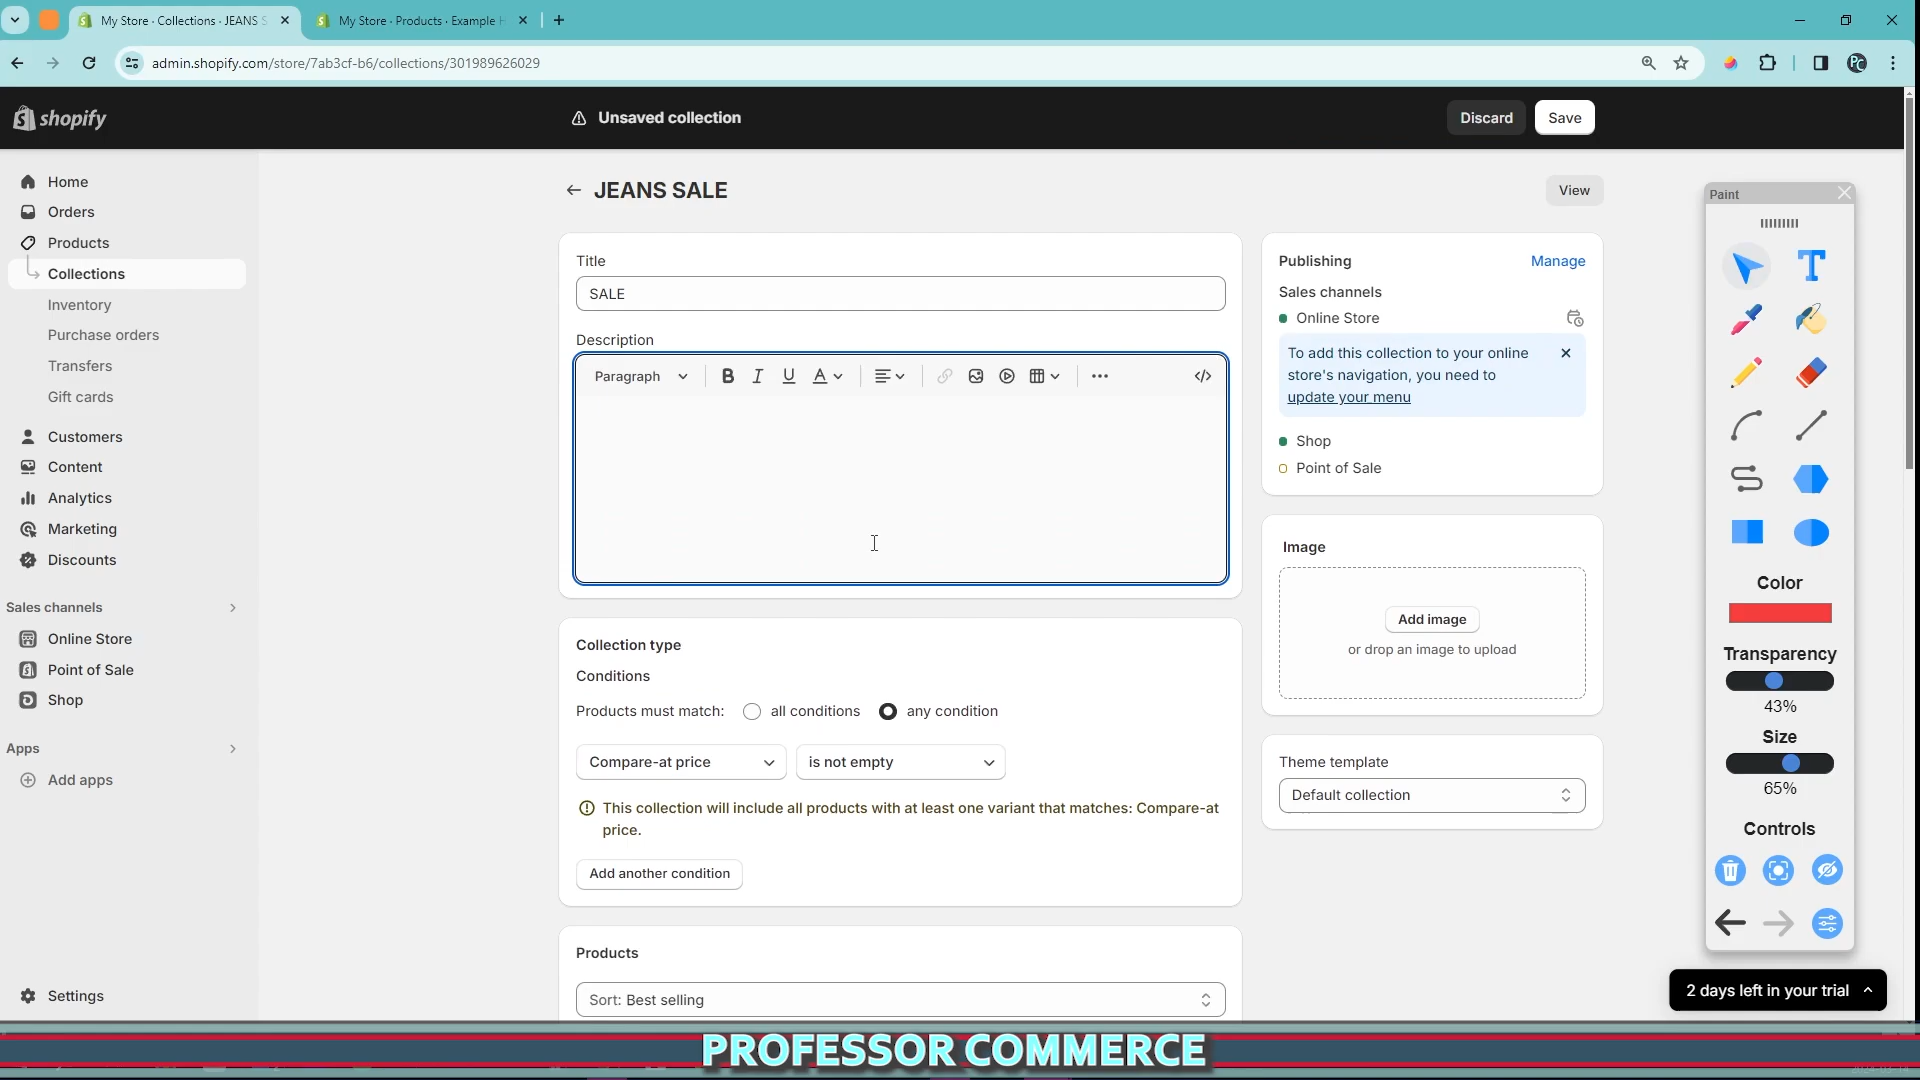 My Store · Collections · JEANS S
My Store · Products · Example H
admin.shopify.com/store/7ab3cf-b6/collections/301989626029
PC
shopify
Unsaved collection
Discard
Save
Home
Orders
Products
Collections
Inventory
Purchase orders
Transfers
Gift cards
Customers
Content
Analytics
Marketing
Discounts
Sales channels
Online Store
Point of Sale
Shop
Apps
Add apps
Settings
JEANS SALE
View
Title
SALE
Description
Paragraph
B I U A
Collection type
Conditions
Products must match:
all conditions
any condition
Compare-at price
is not empty
This collection will include all products with at least one variant that matches: Compare-at
price.
Add another condition
Products
Sort: Best selling
Publishing
Manage
Sales channels
Online Store
To add this collection to your online
store's navigation, you need to
update your menu
Shop
Point of Sale
Image
Add image
or drop an image to upload
Theme template
Default collection
Paint
T
Color
Transparency
43%
Size
65%
Controls
2 days left in your trial
PROFESSOR COMMERCE